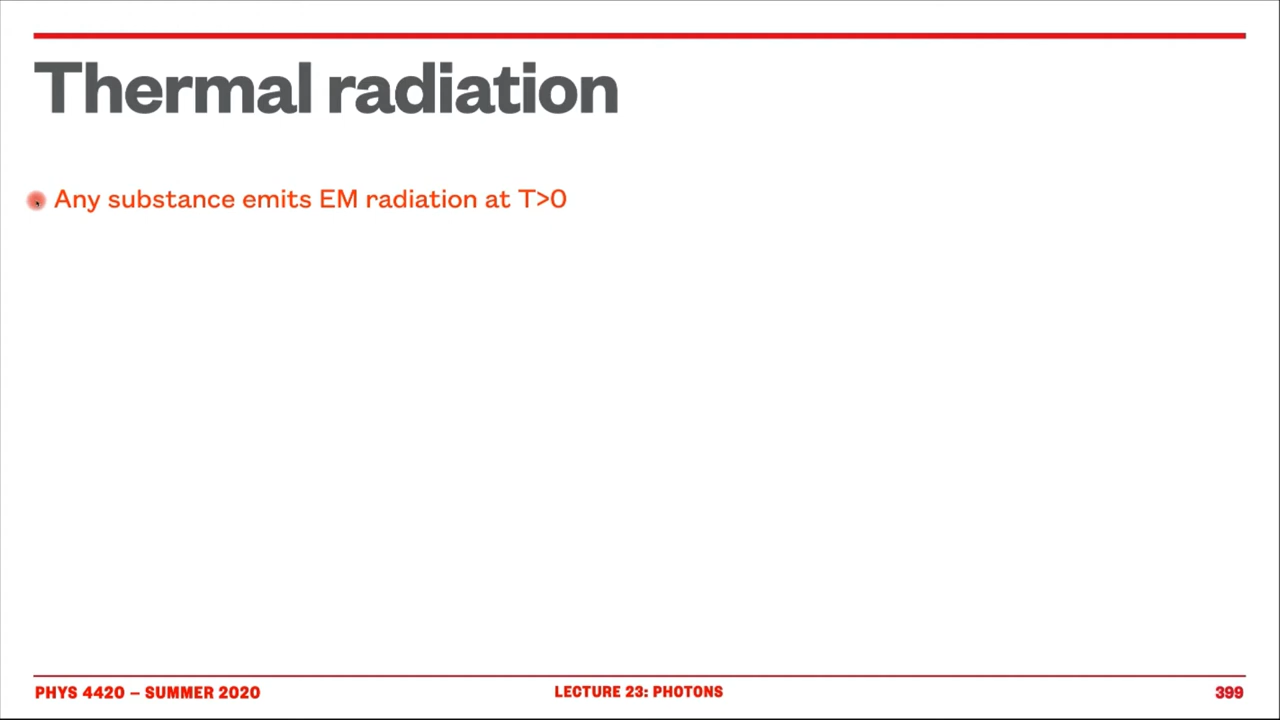 Thermal radiation
Any substance emits EM radiation at T>0
PHYS 4420 – SUMMER 2020
LECTURE 23: PHOTONS
399